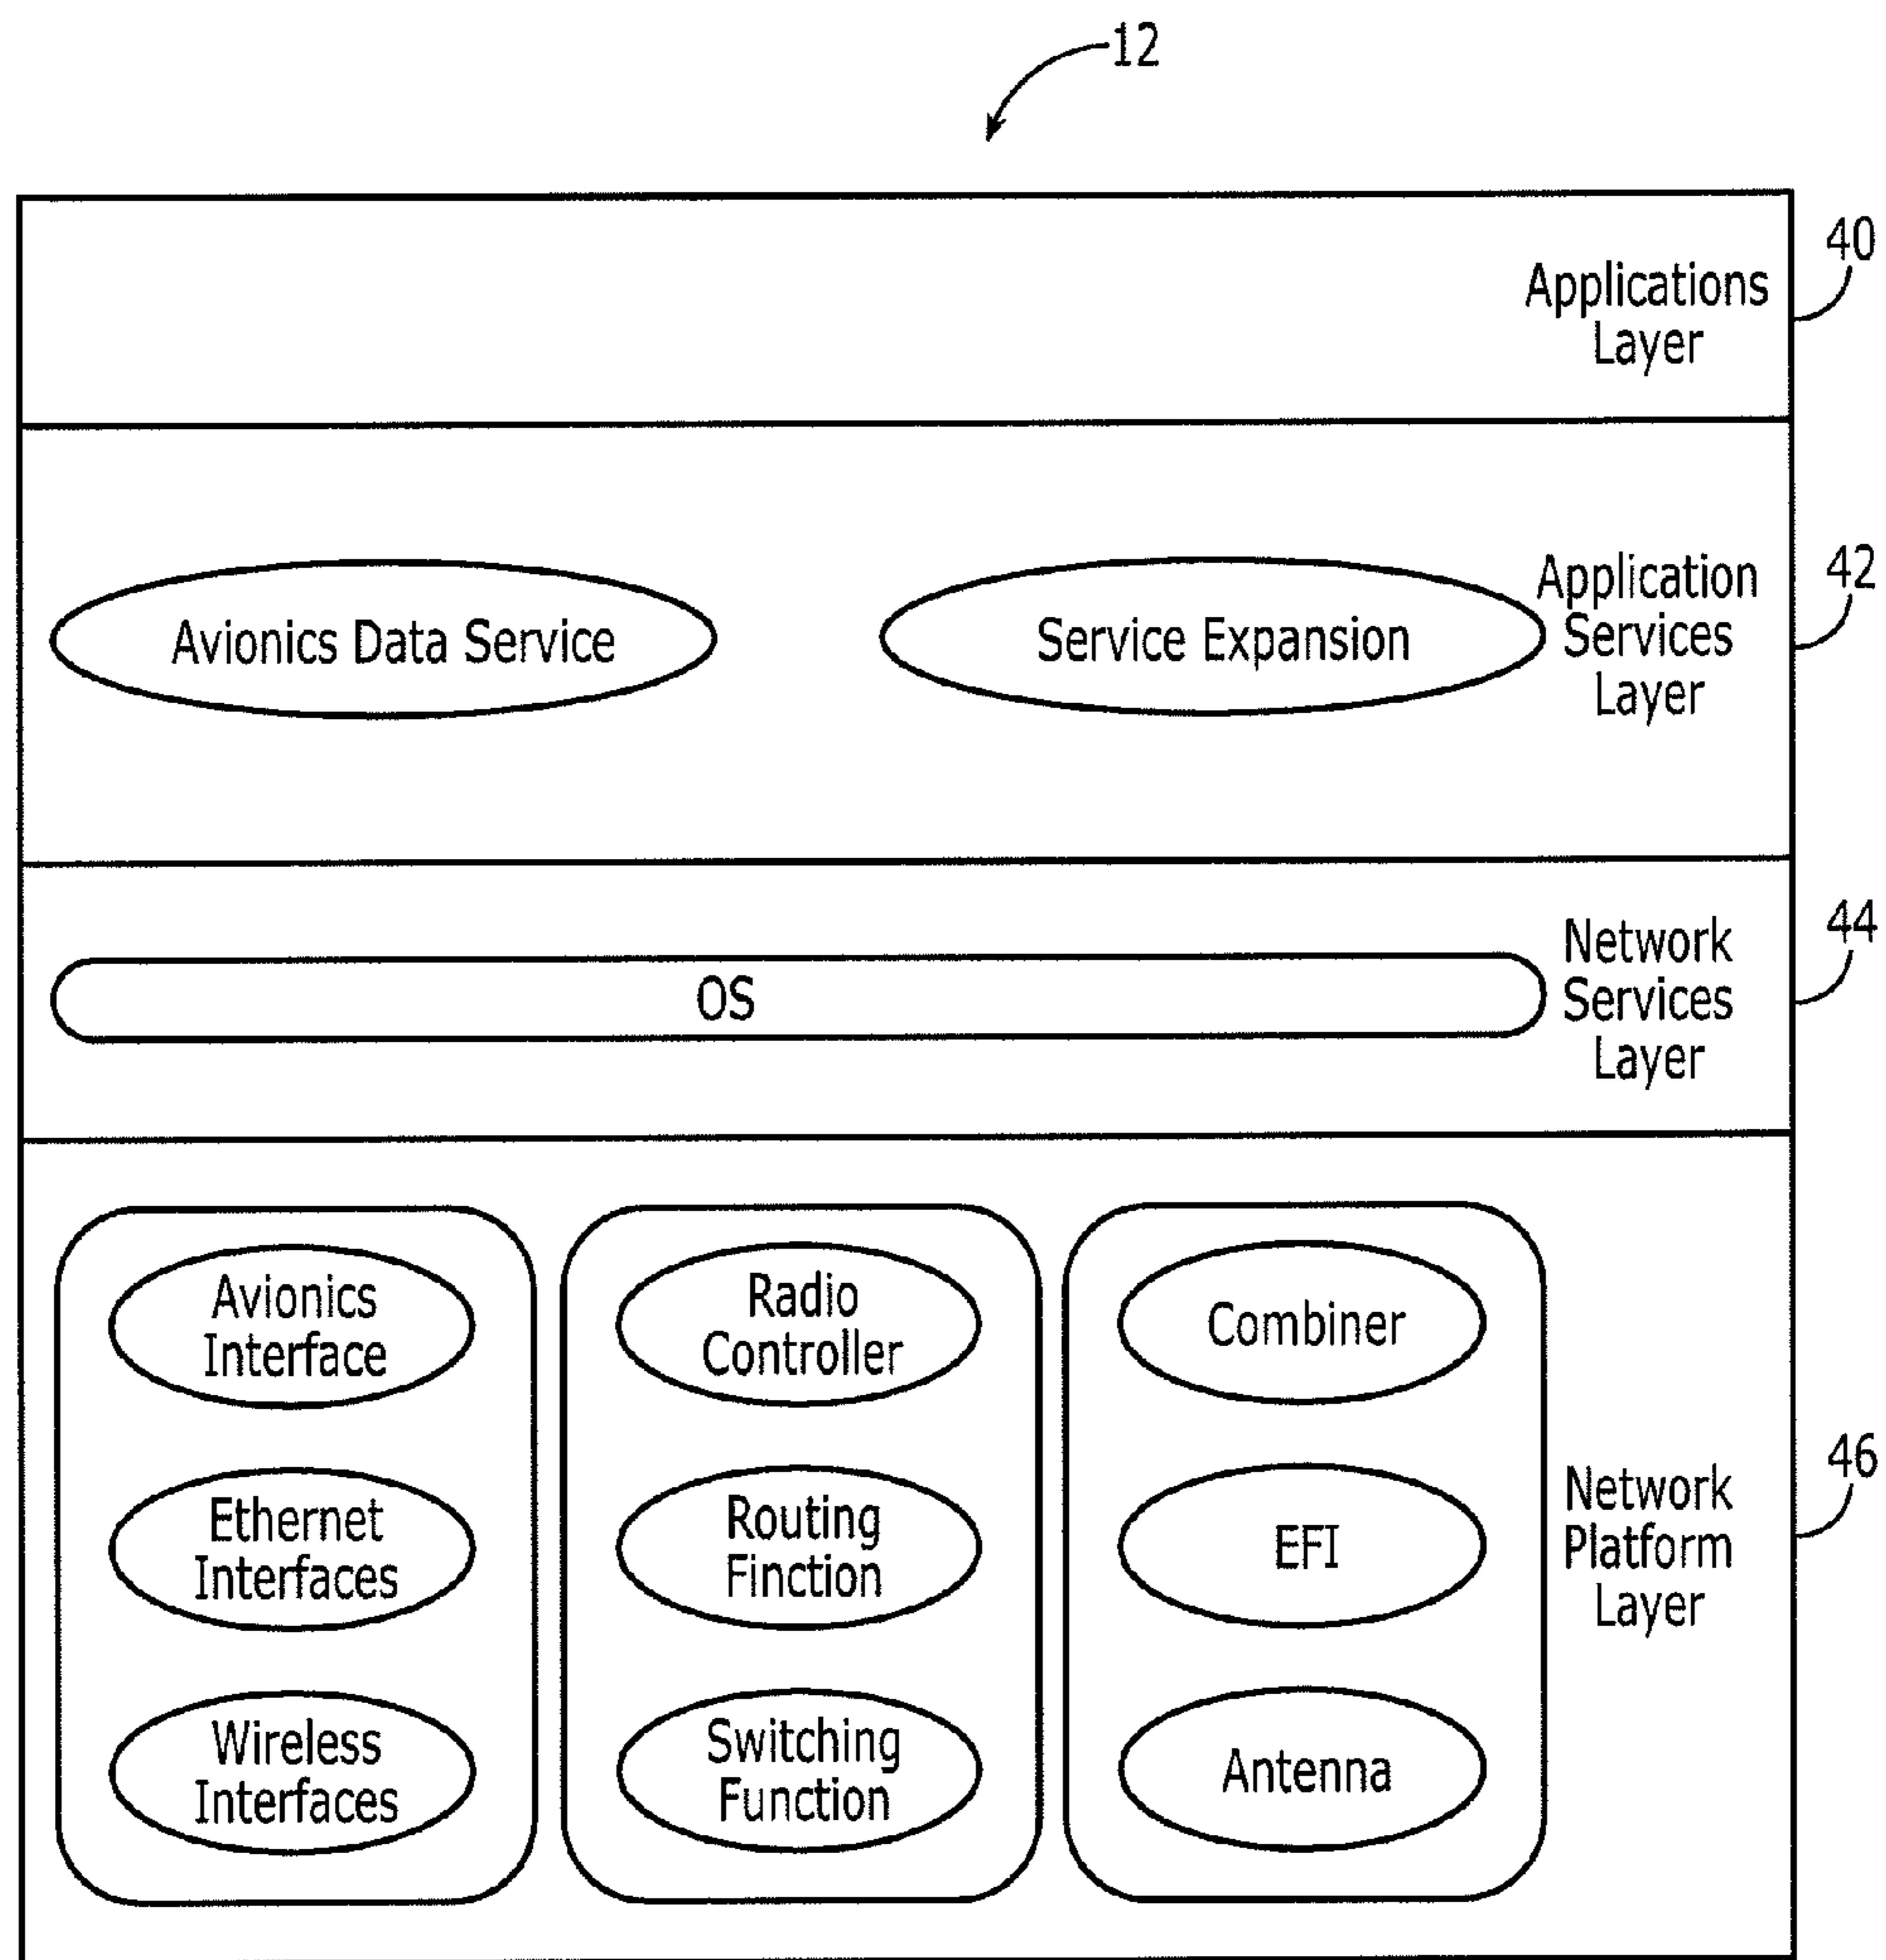 12
40
Applications
Layer
42
Application
Services
Layer
Avionics Data Service
Service Expansion
44
Network
Services
Layer
OS
46
Network
Platform
Layer
Avionics
Interface
Ethernet
Interfaces
Wireless
Interfaces
Radio
Controller
Routing
Finction
Switching
Function
Combiner
EFI
Antenna